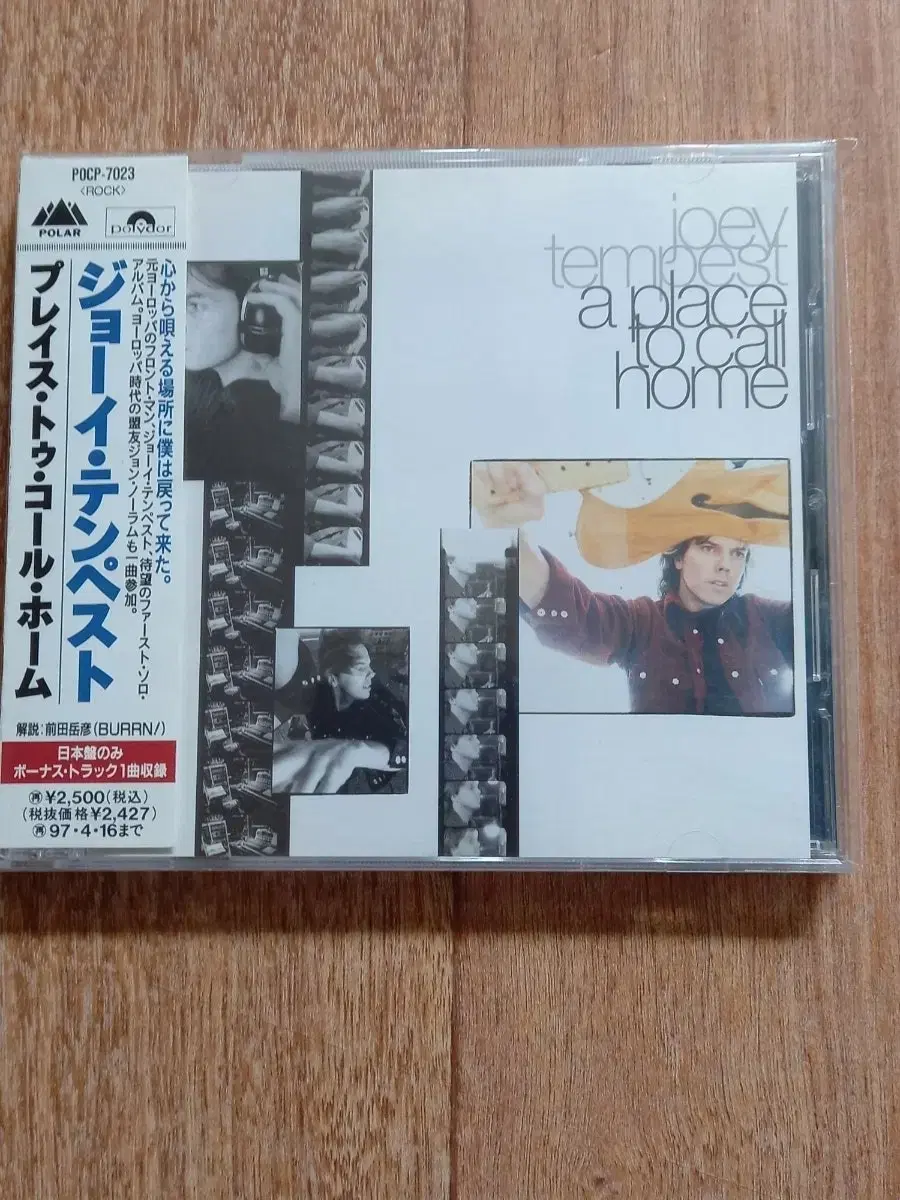 POCP-7023
〈ROCK〉
POLAR
polydor
心から唄える場所に僕は戻って来た。
元ヨーロッパのフロント・マン、ジョーイ・テンペスト、待望のファースト・ソロ・
アルバム。ヨーロッパ時代の盟友ジョン・ノーラムも一曲参加。
ジョーイ・テンペスト
プレイス・トゥ・コール・ホーム
解説:前田岳彦(BURRN!)
日本盤のみ
ボーナス・トラック1曲収録
再¥2,500(税込)
(税抜価格¥2,427)
再97・4・16まで
joey
tempest
a place
to call
home